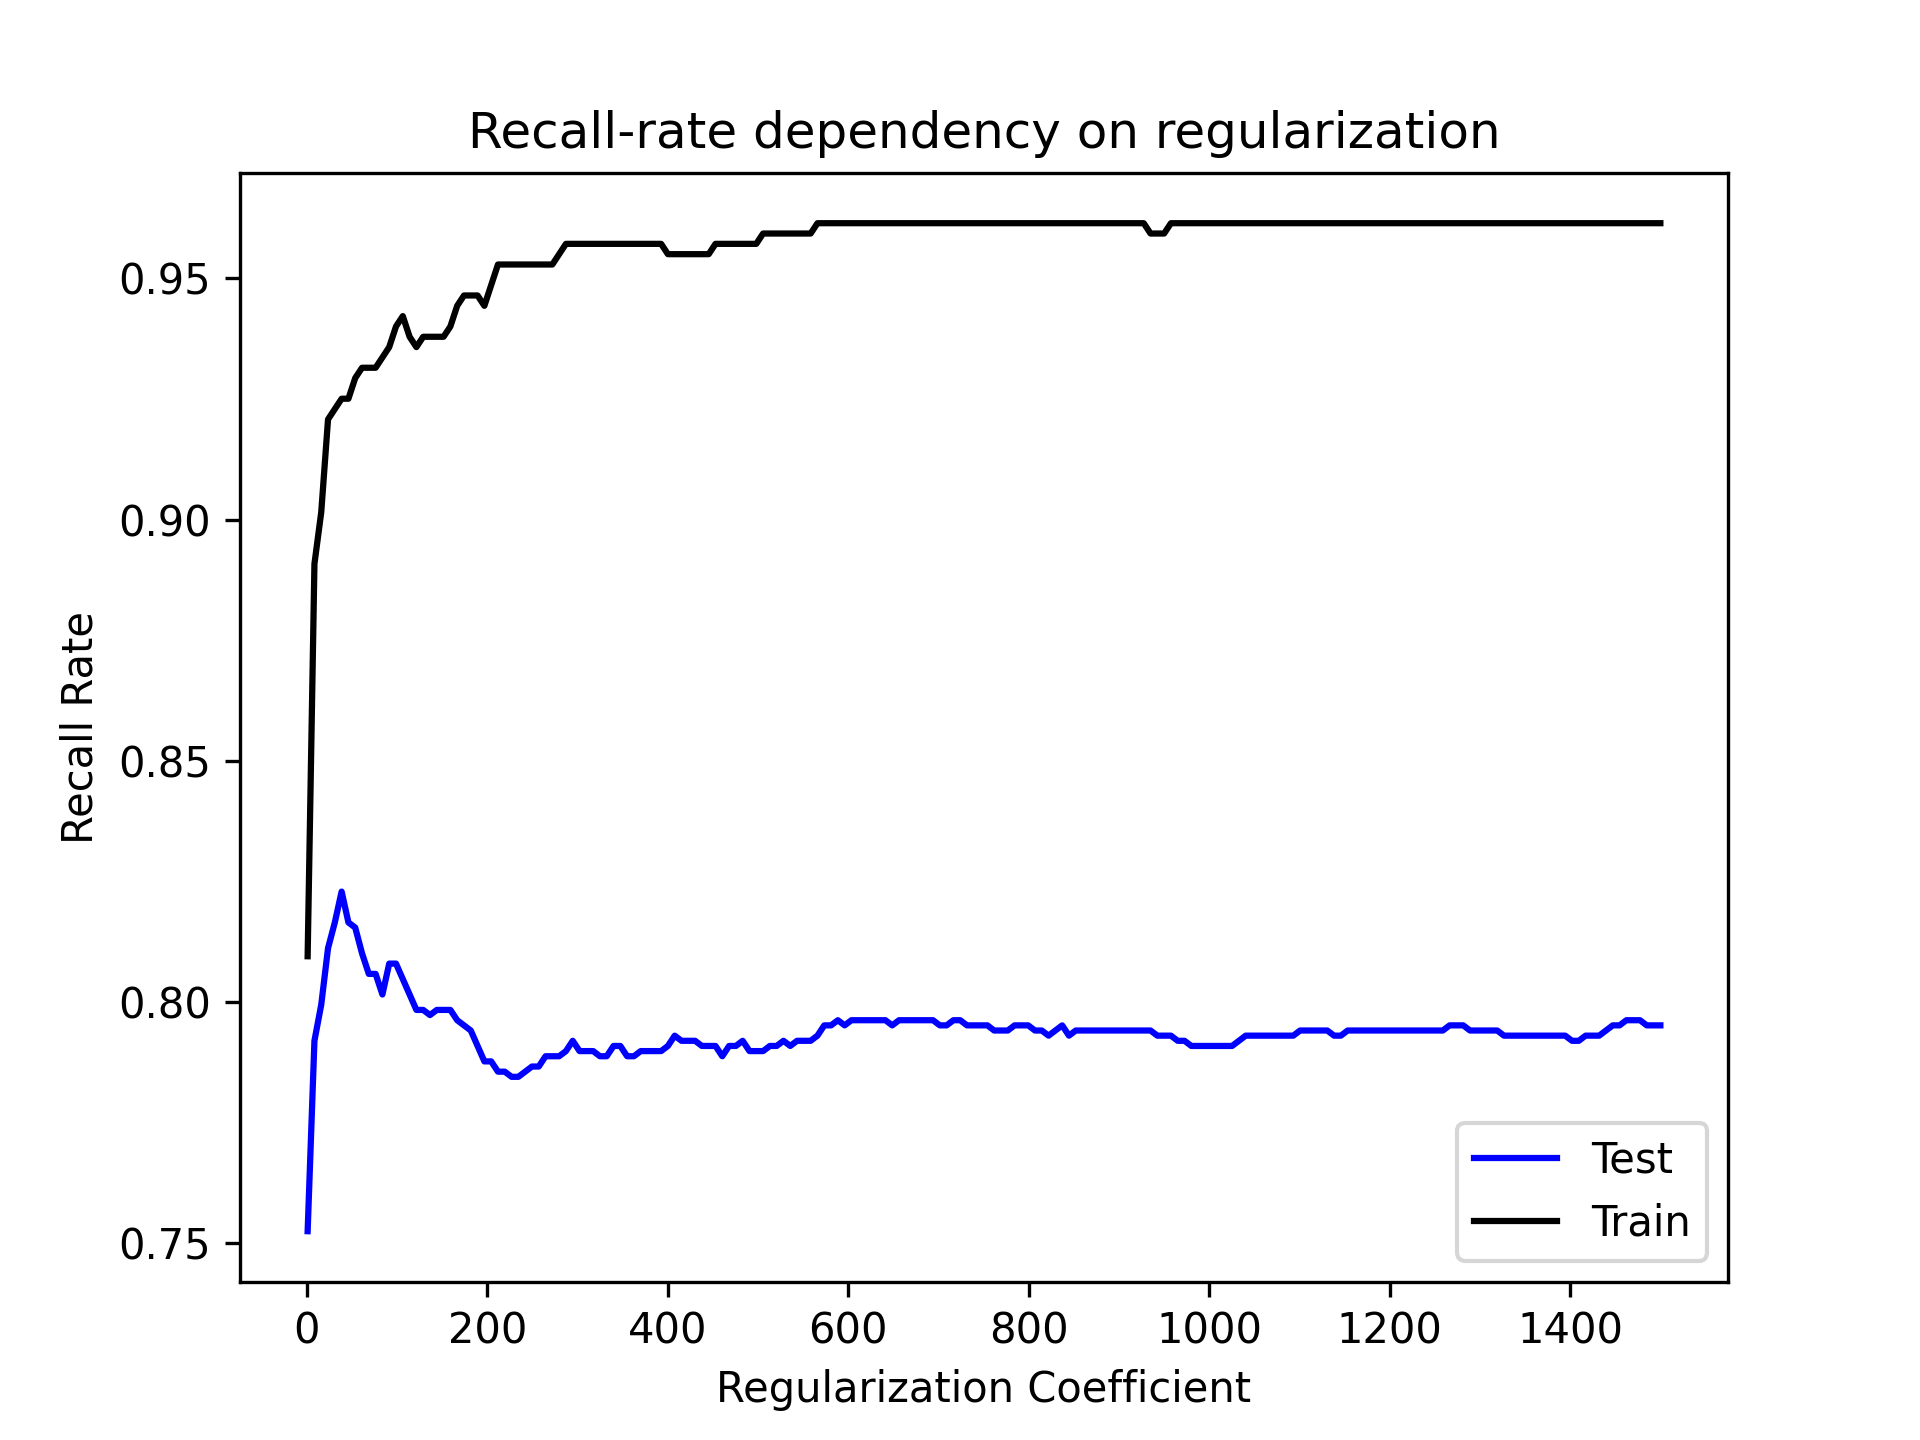 Recall-rate dependency on regularization
Recall Rate
0.95
0.90
0.85
0.80
0.75
0 200 400 600 800 1000 1200 1400
Regularization Coefficient
Test
Train